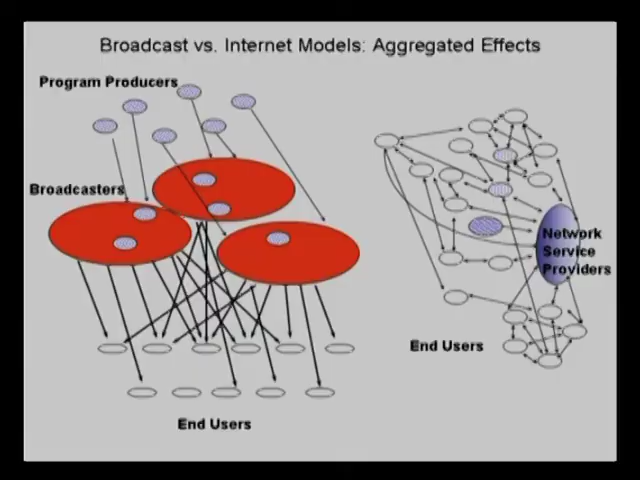 Broadcast vs. Internet Models: Aggregated Effects
Program Producers
Broadcasters
End Users
Network
Service
Providers
End Users